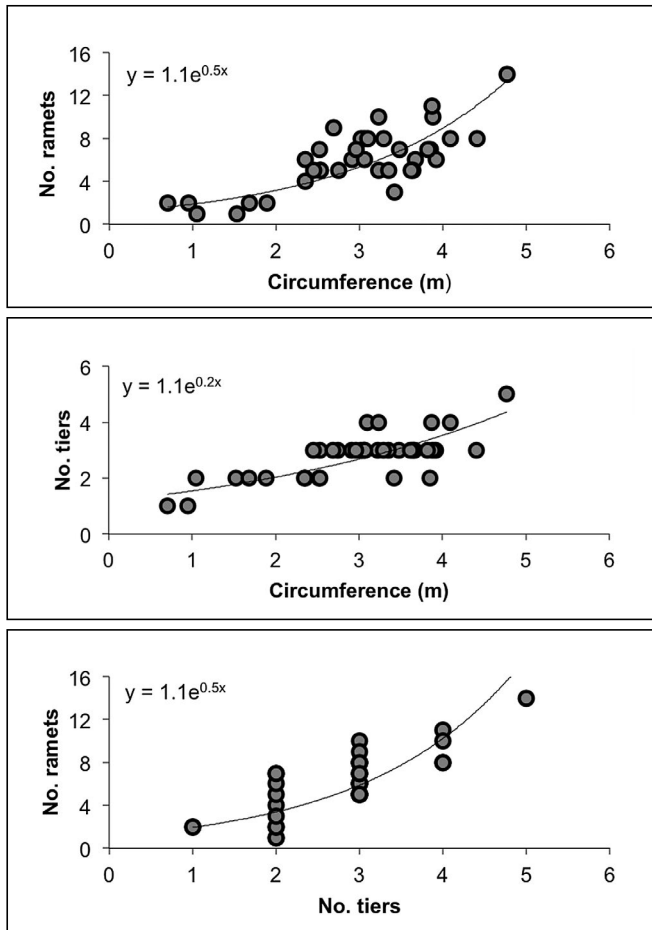 y = 1.1e^0.5x
No. ramets
16
12
8
4
0
0 1 2 3 4 5 6
Circumference (m)
y = 1.1e^0.2x
No. tiers
6
4
2
0
0 1 2 3 4 5 6
Circumference (m)
y = 1.1e^0.5x
No. ramets
16
12
8
4
0
0 1 2 3 4 5 6
No. tiers